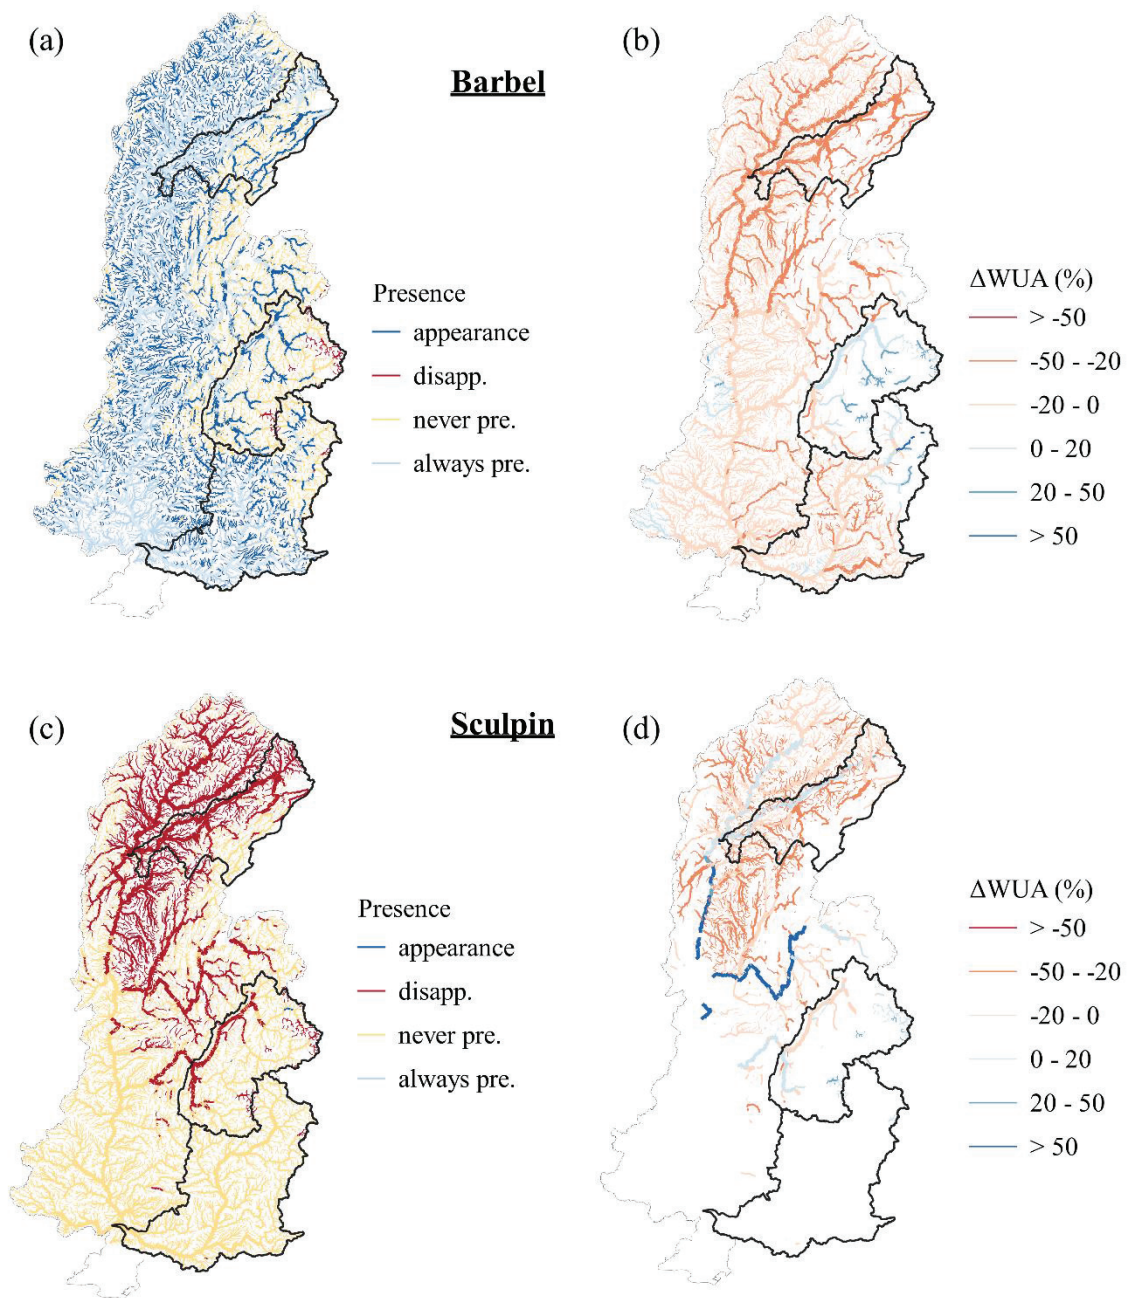 (a)
Barbel
(b)
Presence
appearance
disapp.
never pre.
always pre.
ΔWUA (%)
> -50
-50 - -20
-20 - 0
0 - 20
20 - 50
> 50
(c)
Sculpin
(d)
Presence
appearance
disapp.
never pre.
always pre.
ΔWUA (%)
> -50
-50 - -20
-20 - 0
0 - 20
20 - 50
> 50